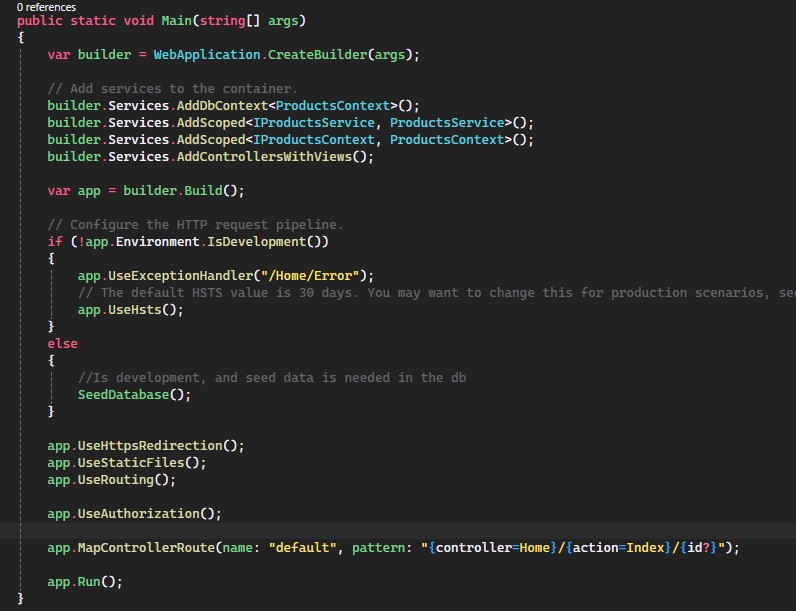 0 references
public static void Main(string[] args)
{
var builder = WebApplication.CreateBuilder(args);
// Add services to the container.
builder.Services.AddDbContext<ProductsContext>();
builder.Services.AddScoped<IProductsService, ProductsService>();
builder.Services.AddScoped<IProductsContext, ProductsContext>();
builder.Services.AddControllersWithViews();
var app = builder.Build();
// Configure the HTTP request pipeline.
if (!app.Environment.IsDevelopment())
{
app.UseExceptionHandler("/Home/Error");
// The default HSTS value is 30 days. You may want to change this for production scenarios, see
app.UseHsts();
}
else
{
//Is development, and seed data is needed in the db
SeedDatabase();
}
app.UseHttpsRedirection();
app.UseStaticFiles();
app.UseRouting();
app.UseAuthorization();
app.MapControllerRoute(name: "default", pattern: "{controller=Home}/{action=Index}/{id?}");
app.Run();
}